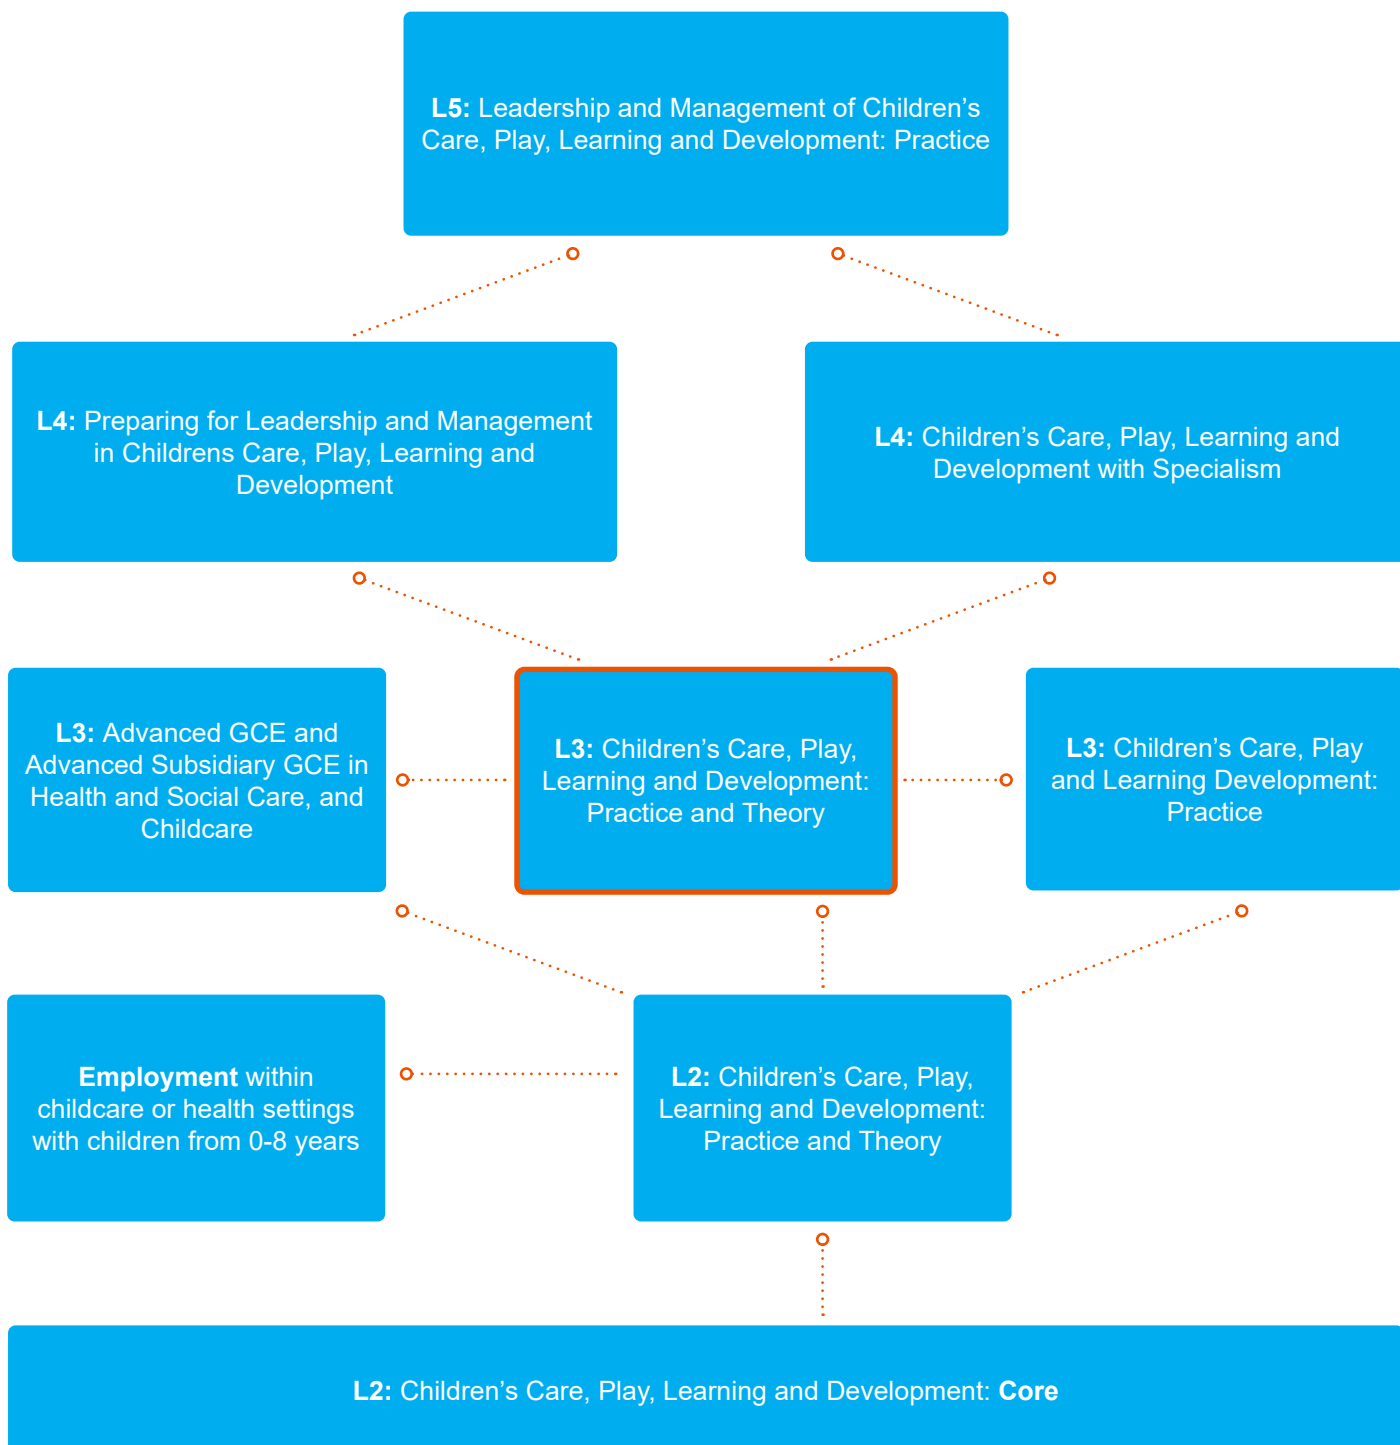 L5: Leadership and Management of Children’s
Care, Play, Learning and Development: Practice
L4: Preparing for Leadership and Management
in Childrens Care, Play, Learning and
Development
L4: Children’s Care, Play, Learning and
Development with Specialism
L3: Advanced GCE and
Advanced Subsidiary GCE in
Health and Social Care, and
Childcare
L3: Children’s Care, Play,
Learning and Development:
Practice and Theory
L3: Children’s Care, Play
and Learning Development:
Practice
Employment within
childcare or health settings
with children from 0-8 years
L2: Children’s Care, Play,
Learning and Development:
Practice and Theory
L2: Children’s Care, Play, Learning and Development: Core